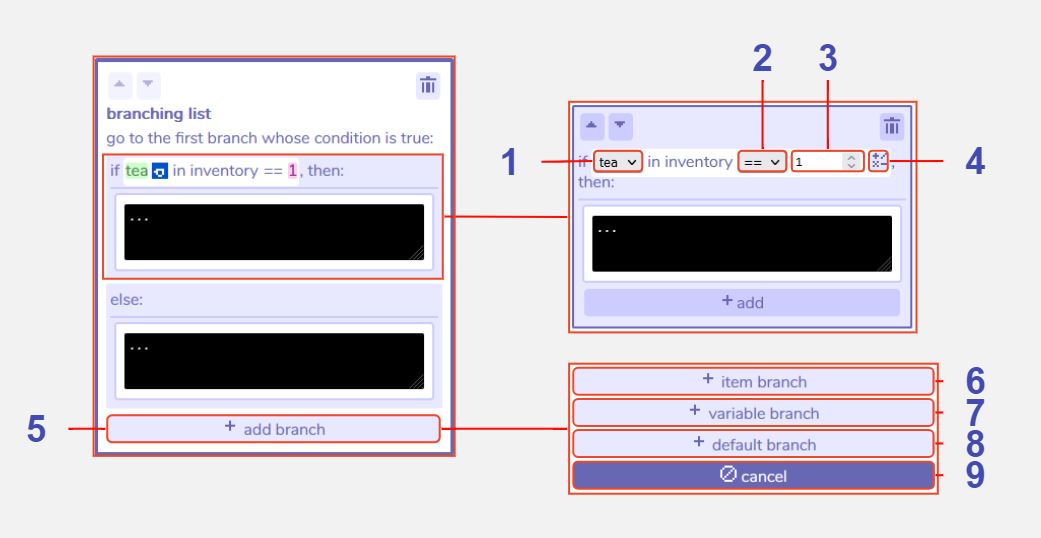 branching list
go to the first branch whose condition is true:
if tea in inventory == 1, then:
...
else:
...
+ add branch
5
1
2
3
4
if tea in inventory == 1,
then:
...
+ add
+ item branch
6
+ variable branch
7
+ default branch
8
cancel
9